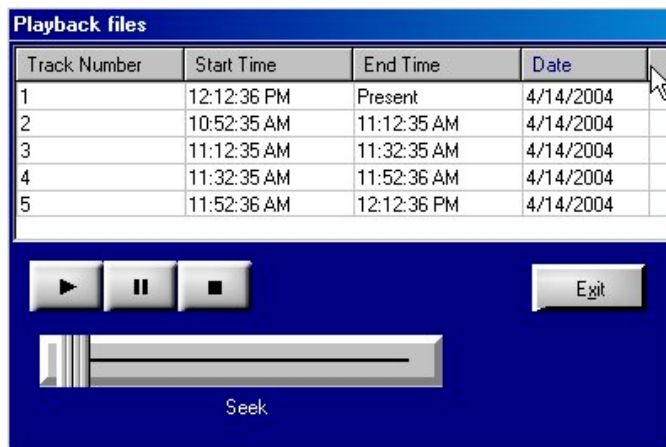 Playback files
Track Number Start Time End Time Date
1 12:12:36 PM Present 4/14/2004
2 10:52:35 AM 11:12:35 AM 4/14/2004
3 11:12:35 AM 11:32:35 AM 4/14/2004
4 11:32:35 AM 11:52:36 AM 4/14/2004
5 11:52:36 AM 12:12:36 PM 4/14/2004
Exit
Seek